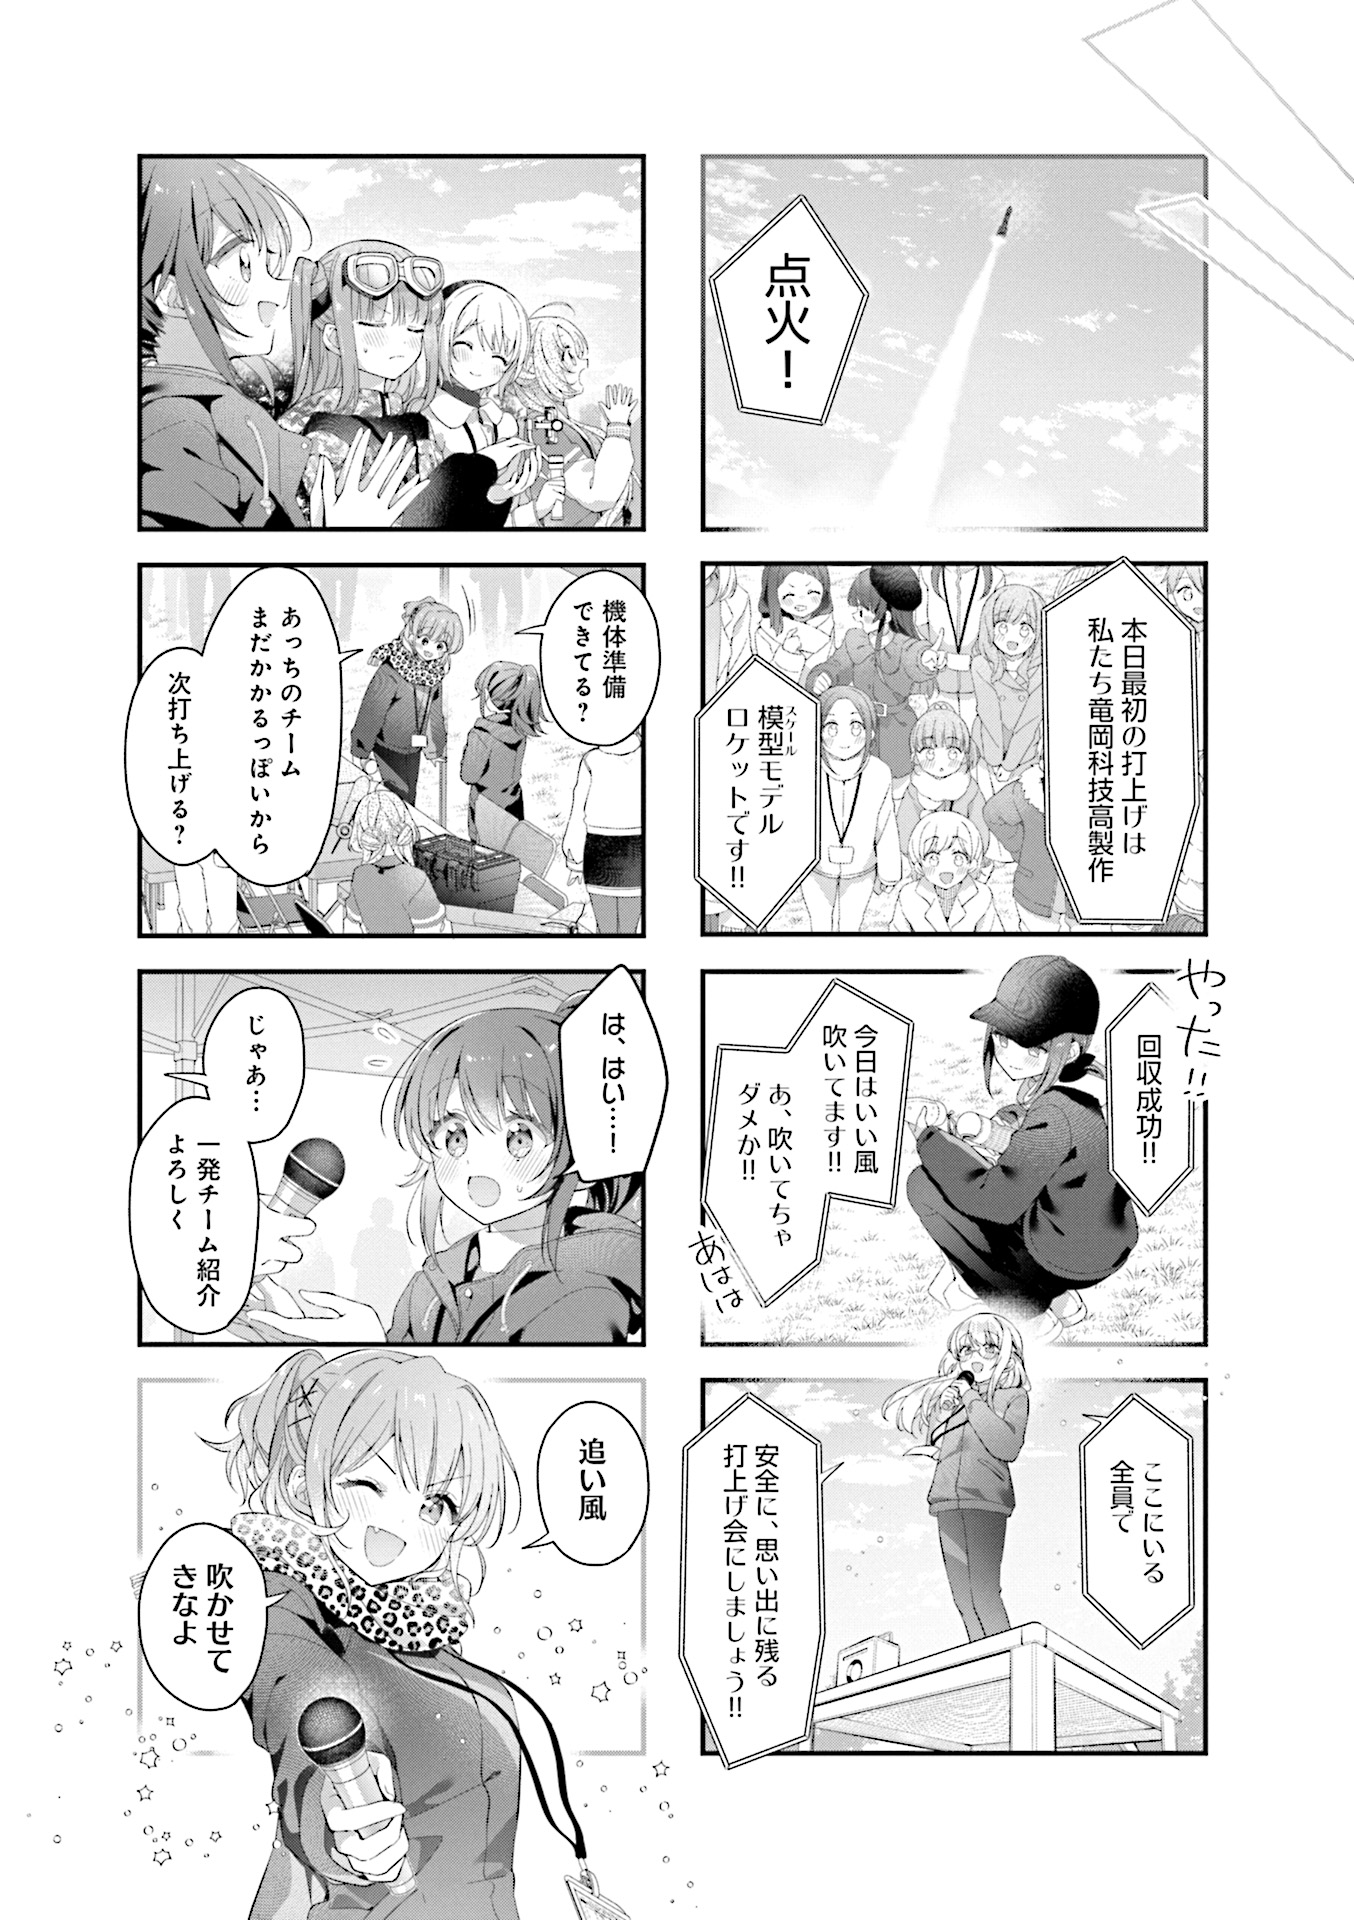 点火！
本日最初の打上げは
私たち竜岡科技高製作
模型モデル
スケール
ロケットです!!
回収成功!!
やった!!
今日はいい風
吹いてます!!
あ、吹いてちゃ
ダメか!!
あはは
ここにいる
全員で
安全に、思い出に残る
打上げ会にしましょう!!
機体準備
できてる？
あっちのチーム
まだかかるっぽいから
次打ち上げる？
は、はい…！
じゃあ…
一発チーム紹介
よろしく
追い風
吹かせて
きなよ